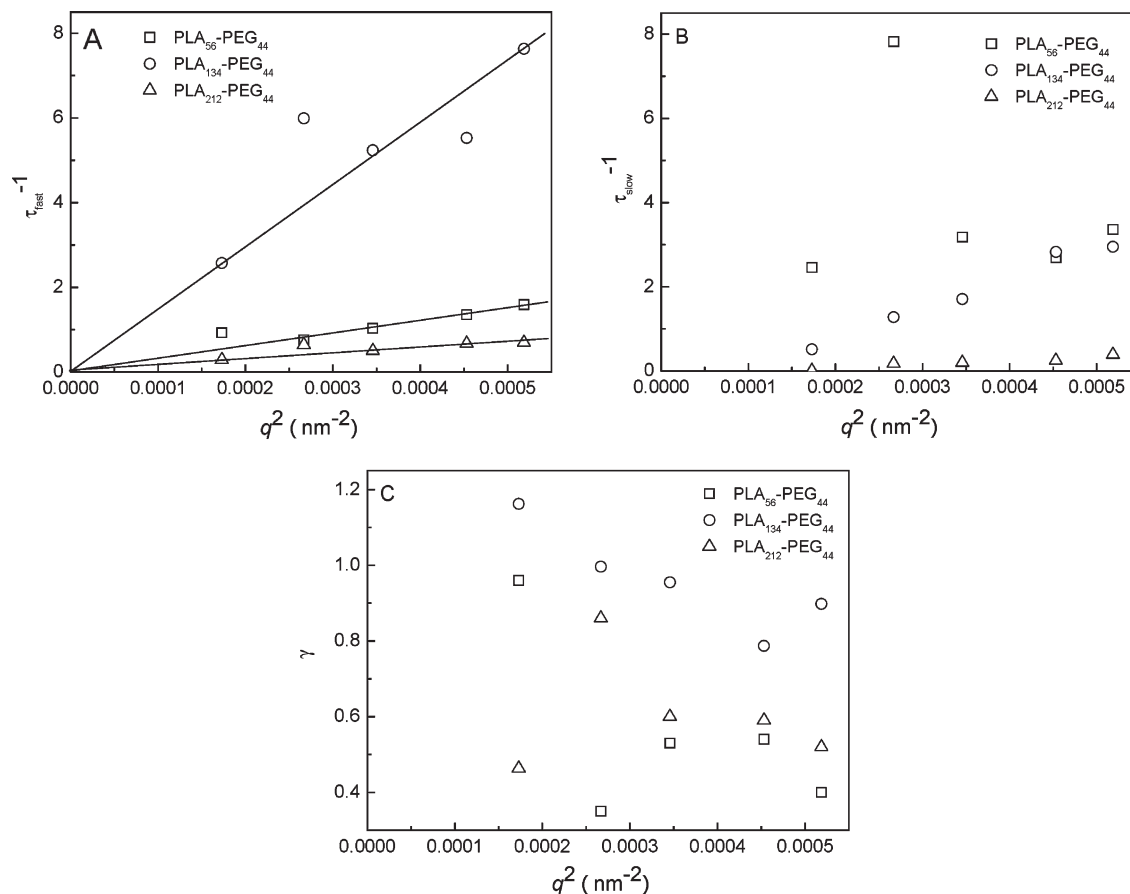 A
PLA56-PEG44
PLA134-PEG44
PLA212-PEG44
8
6
4
2
0
τfast-1
0.0000 0.0001 0.0002 0.0003 0.0004 0.0005
q2 ( nm-2)
B
PLA56-PEG44
PLA134-PEG44
PLA212-PEG44
8
6
4
2
0
τslow-1
0.0000 0.0001 0.0002 0.0003 0.0004 0.0005
q2 ( nm-2)
C
PLA56-PEG44
PLA134-PEG44
PLA212-PEG44
1.2
1.0
0.8
0.6
0.4
γ
0.0000 0.0001 0.0002 0.0003 0.0004 0.0005
q2 ( nm-2)